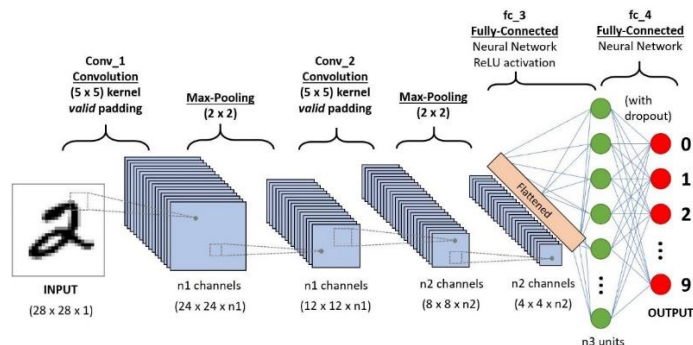 fc_3
Fully-Connected
Neural Network
ReLU activation
fc_4
Fully-Connected
Neural Network
Conv_1
Convolution
(5 x 5) kernel
valid padding
Max-Pooling
(2 x 2)
Conv_2
Convolution
(5 x 5) kernel
valid padding
Max-Pooling
(2 x 2)
(with
dropout)
Flattened
0
1
2
9
2
INPUT
(28 x 28 x 1)
n1 channels
(24 x 24 x n1)
n1 channels
(12 x 12 x n1)
n2 channels
(8 x 8 x n2)
n2 channels
(4 x 4 x n2)
OUTPUT
n3 units